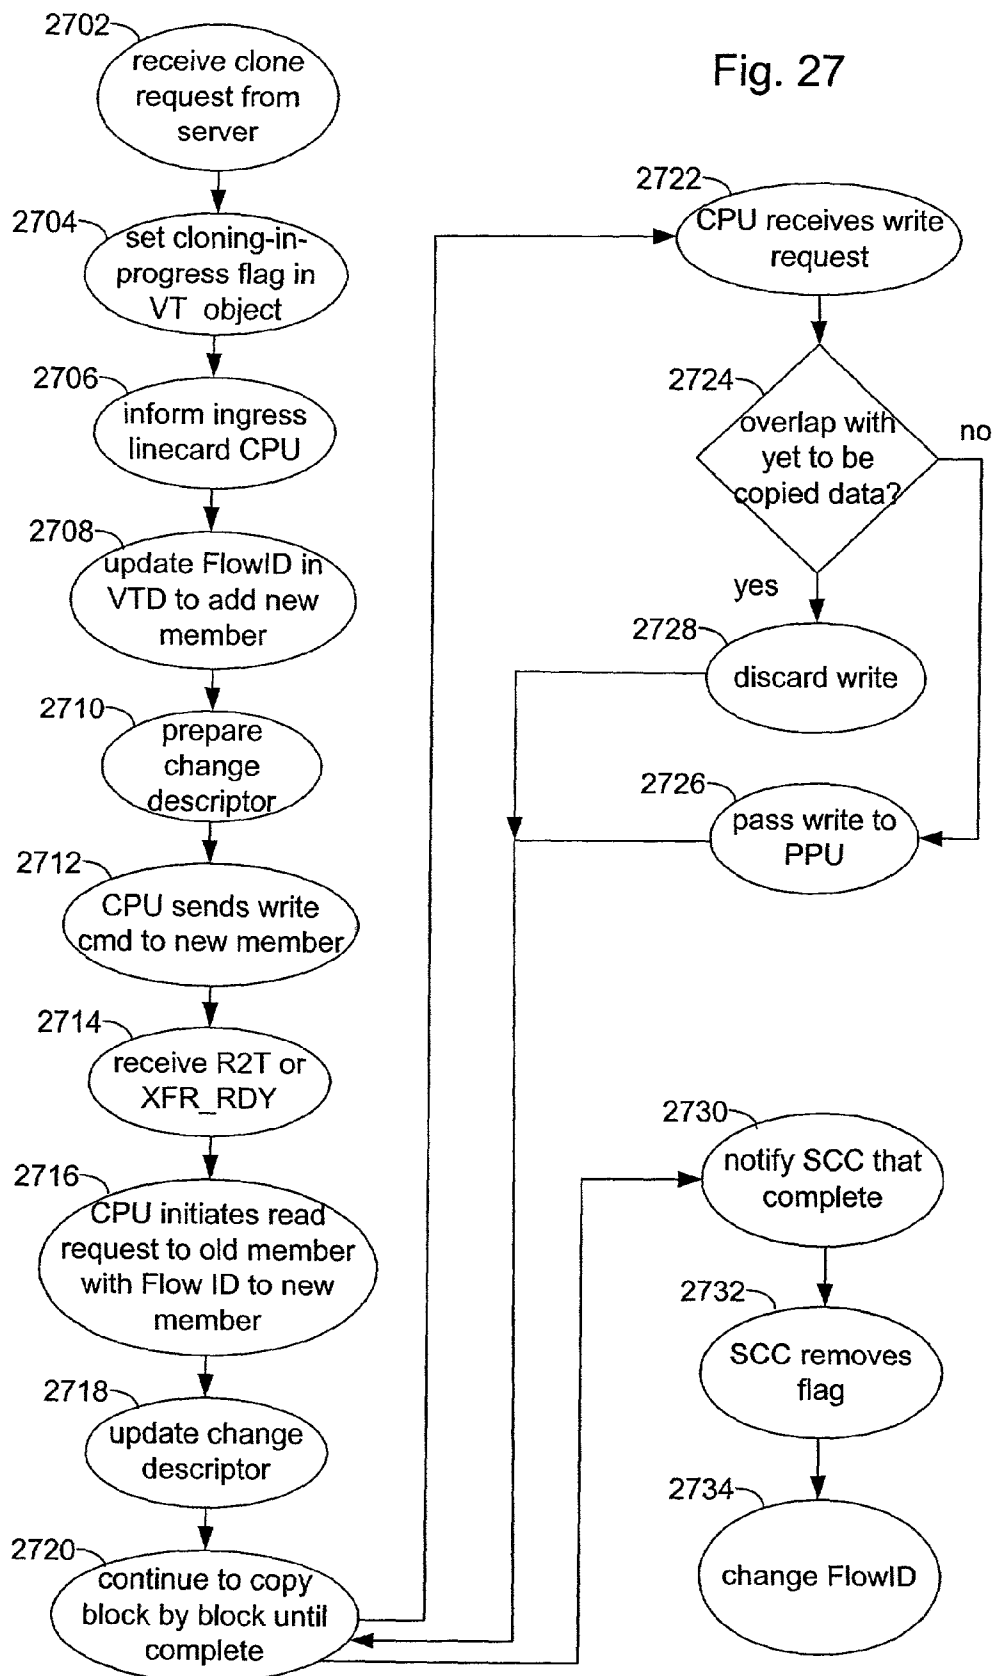 Fig. 27
2702
receive clone
request from
server
2704
set cloning-in-
progress flag in
VT_object
2706
inform ingress
linecard CPU
2708
update FlowID in
VTD to add new
member
2710
prepare
change
descriptor
2712
CPU sends write
cmd to new member
2714
receive R2T or
XFR_RDY
2716
CPU initiates read
request to old member
with Flow ID to new
member
2718
update change
descriptor
2720
continue to copy
block by block until
complete
2722
CPU receives write
request
2724
overlap with
yet to be
copied data?
no
yes
2728
discard write
2726
pass write to
PPU
2730
notify SCC that
complete
2732
SCC removes
flag
2734
change FlowID